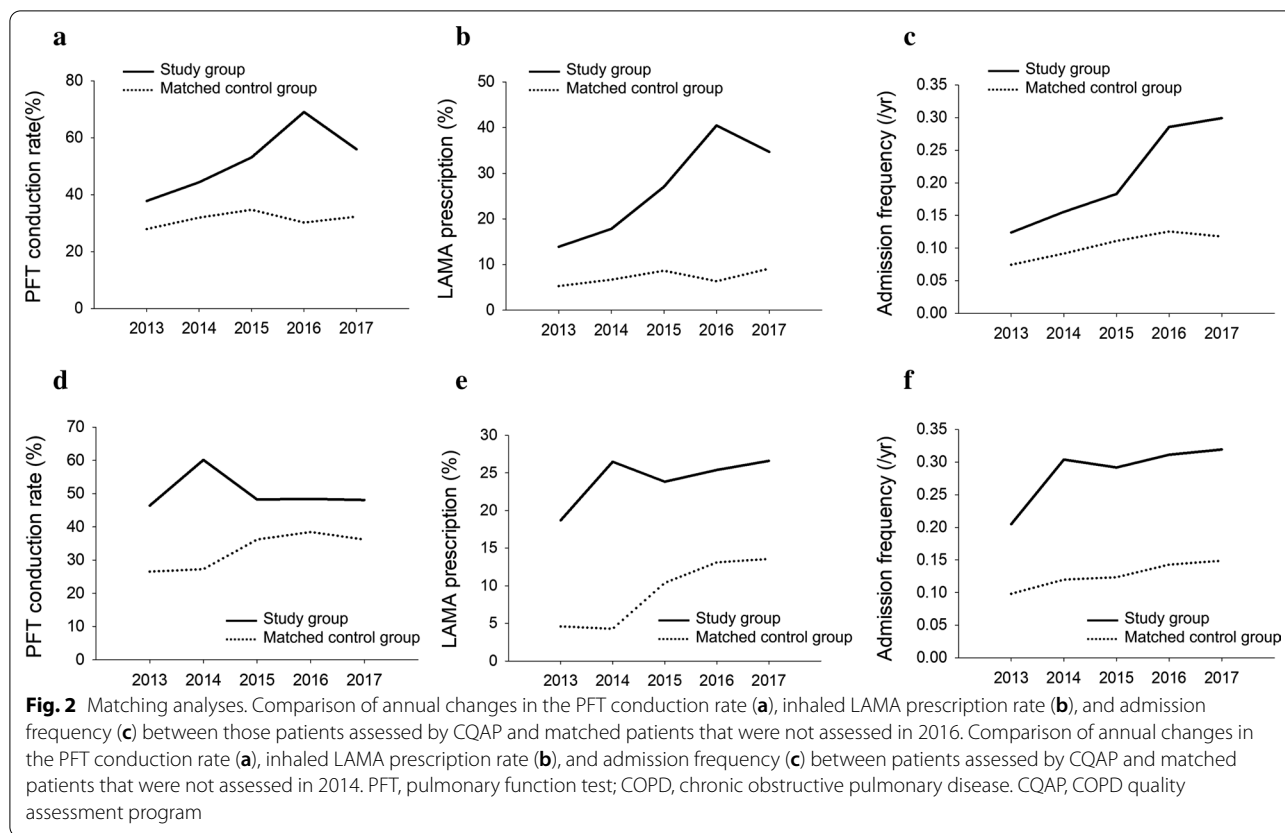 a
Study group
Matched control group
PFT conduction rate(%)
80
60
40
20
0
2013 2014 2015 2016 2017
b
Study group
Matched control group
LAMA prescription (%)
50
40
30
20
10
0
2013 2014 2015 2016 2017
c
Study group
Matched control group
Admission frequency (/yr)
0.35
0.30
0.25
0.20
0.15
0.10
0.05
0.00
2013 2014 2015 2016 2017
d
PFT conduction rate (%)
70
60
50
40
30
20
10
0
Study group
Matched control group
2013 2014 2015 2016 2017
e
LAMA prescription (%)
30
25
20
15
10
5
0
Study group
Matched control group
2013 2014 2015 2016 2017
f
Admission frequency (/yr)
0.35
0.30
0.25
0.20
0.15
0.10
0.05
0.00
Study group
Matched control group
2013 2014 2015 2016 2017
Fig. 2 Matching analyses. Comparison of annual changes in the PFT conduction rate (a), inhaled LAMA prescription rate (b), and admission
frequency (c) between those patients assessed by CQAP and matched patients that were not assessed in 2016. Comparison of annual changes in
the PFT conduction rate (a), inhaled LAMA prescription rate (b), and admission frequency (c) between patients assessed by CQAP and matched
patients that were not assessed in 2014. PFT, pulmonary function test; COPD, chronic obstructive pulmonary disease. CQAP, COPD quality
assessment program